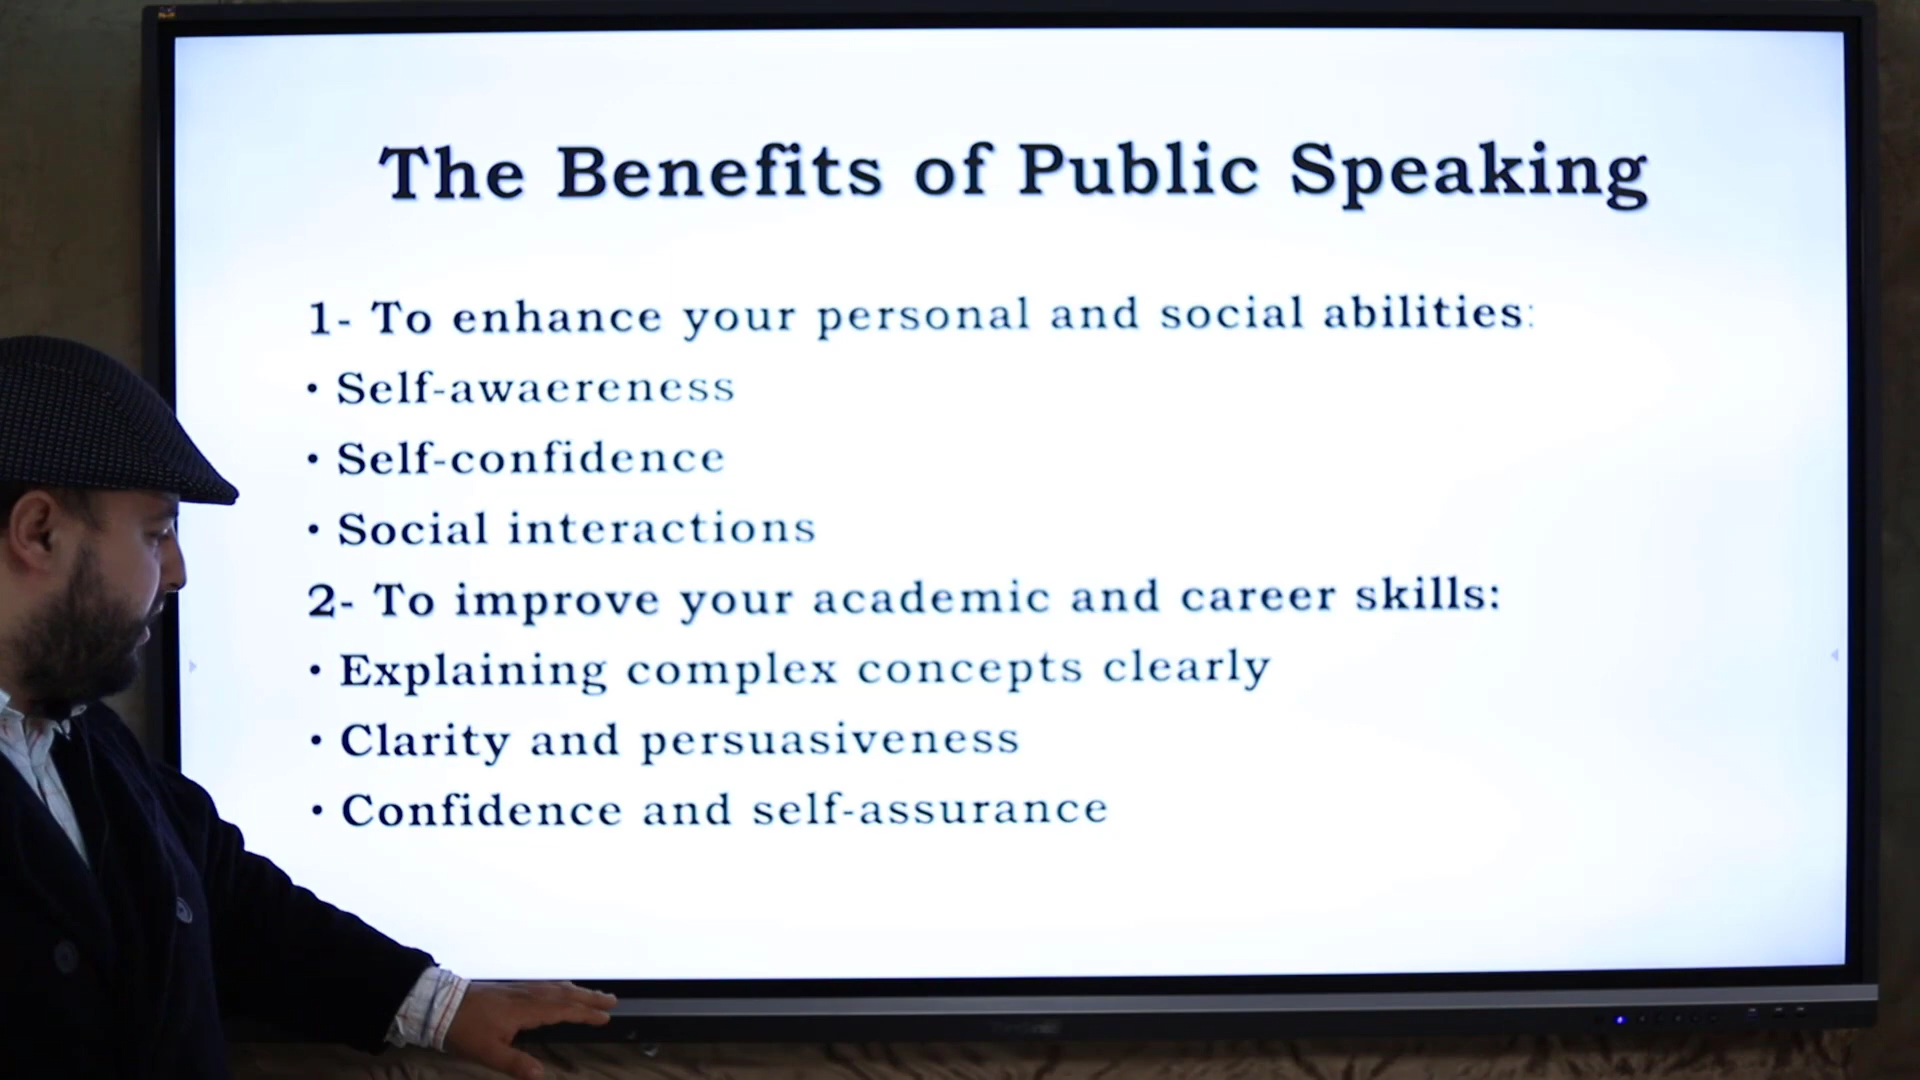 The Benefits of Public Speaking
1- To enhance your personal and social abilities:
• Self-awaereness
• Self-confidence
• Social interactions
2- To improve your academic and career skills:
• Explaining complex concepts clearly
• Clarity and persuasiveness
• Confidence and self-assurance